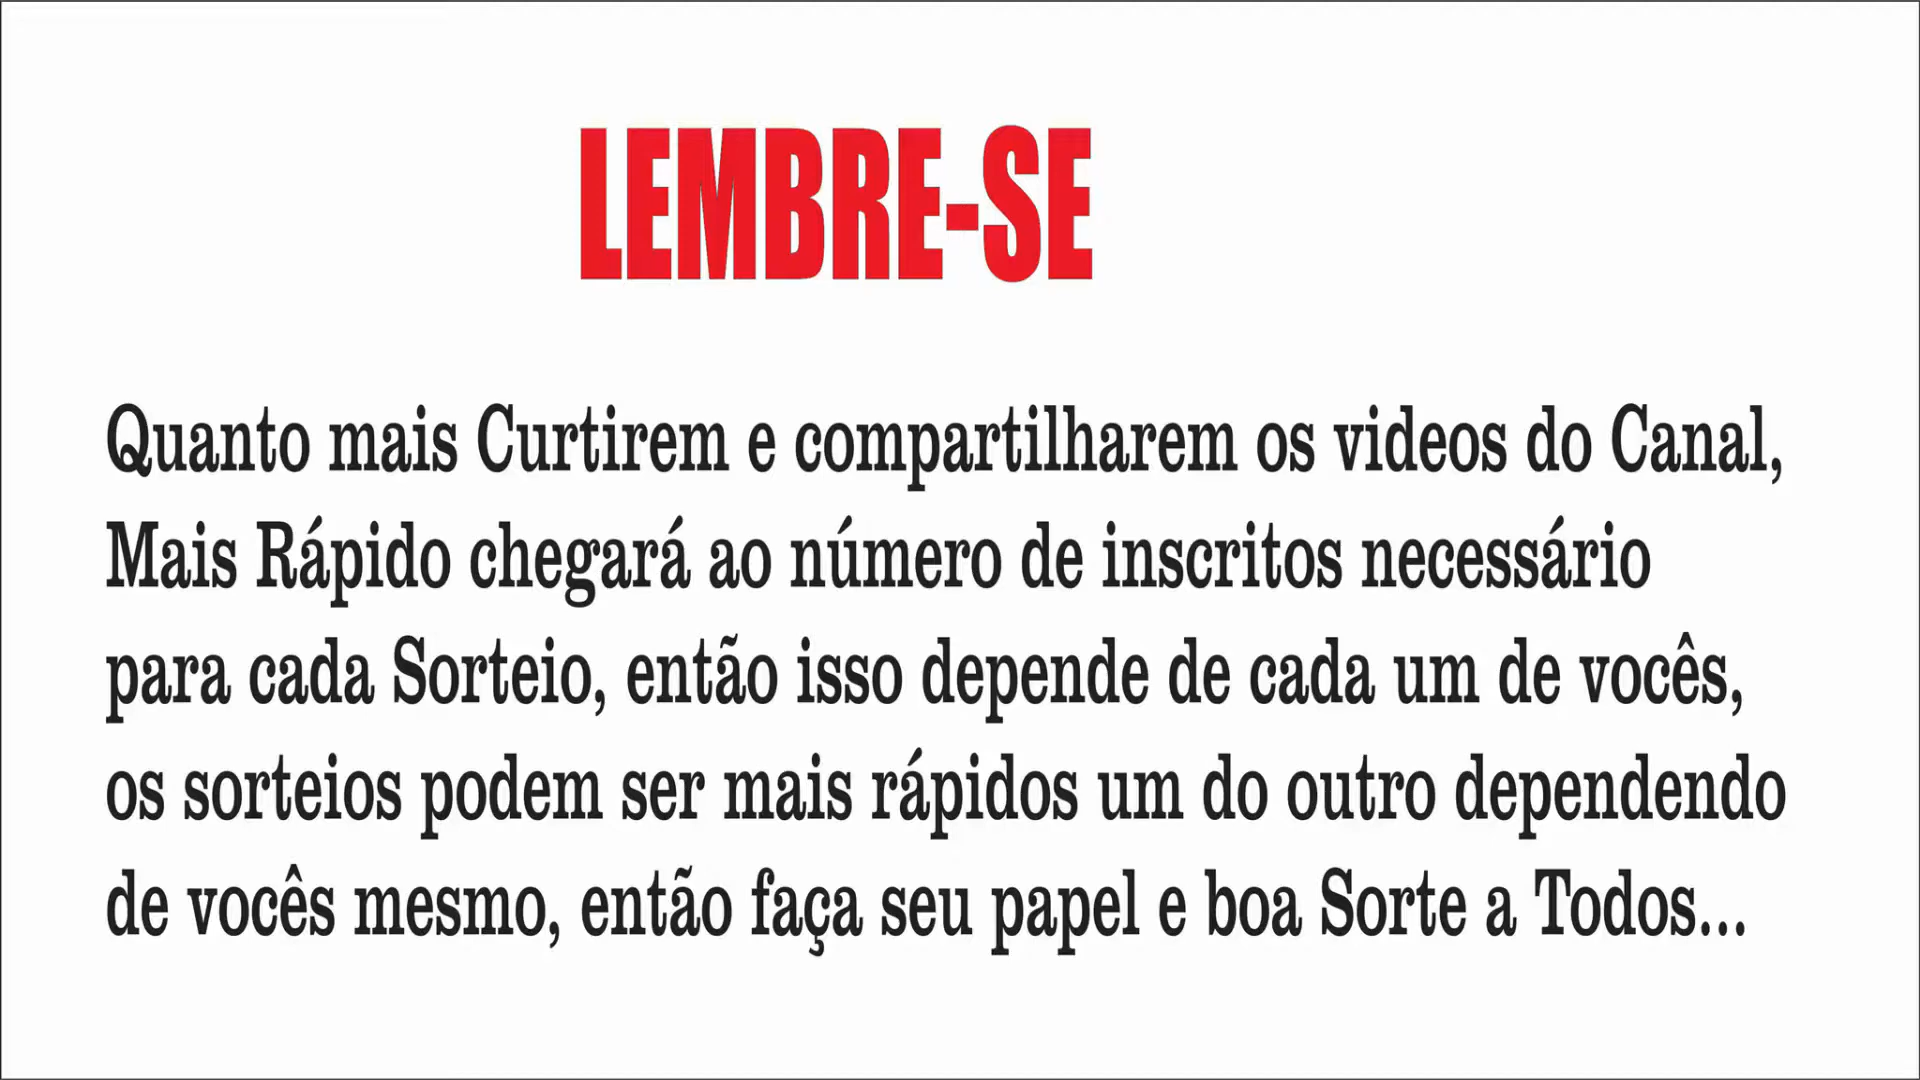 LEMBRE-SE
Quanto mais Curtirem e compartilharem os videos do Canal,
Mais Rápido chegará ao número de inscritos necessário
para cada Sorteio, então isso depende de cada um de vocês,
os sorteios podem ser mais rápidos um do outro dependendo
de vocês mesmo, então faça seu papel e boa Sorte a Todos...